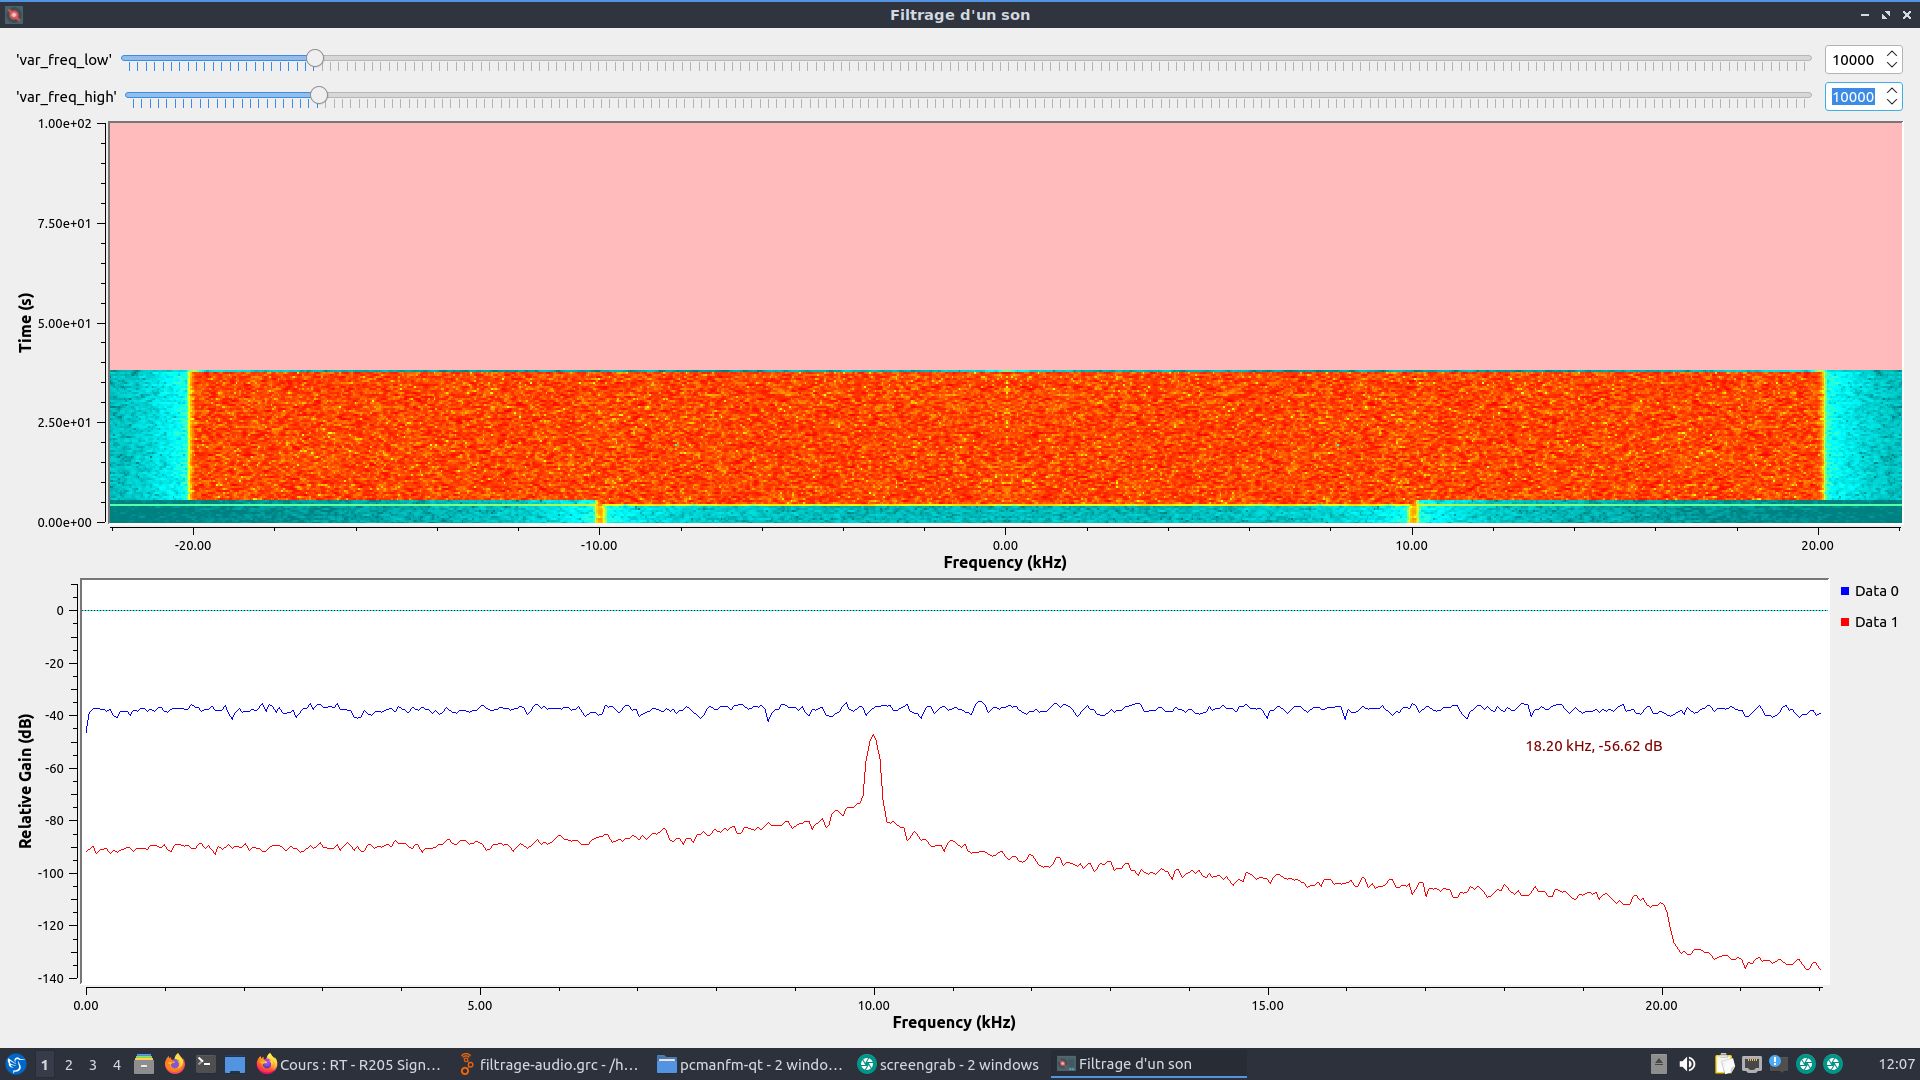 Filtrage d'un son
'var_freq_low'
10000
'var_freq_high'
10000
1.00e+02
7.50e+01
5.00e+01
2.50e+01
0.00e+00
Time (s)
-20.00 -10.00 0.00 10.00 20.00
Frequency (kHz)
Data 0
Data 1
0
-20
-40
-60
-80
-100
-120
-140
Relative Gain (dB)
18.20 kHz, -56.62 dB
0.00 5.00 10.00 15.00 20.00
Frequency (kHz)
1 2 3 4 Cours : RT - R205 Sign... filtrage-audio.grc - /h... pcmanfm-qt - 2 windo... screengrab - 2 windows Filtrage d'un son 12:07